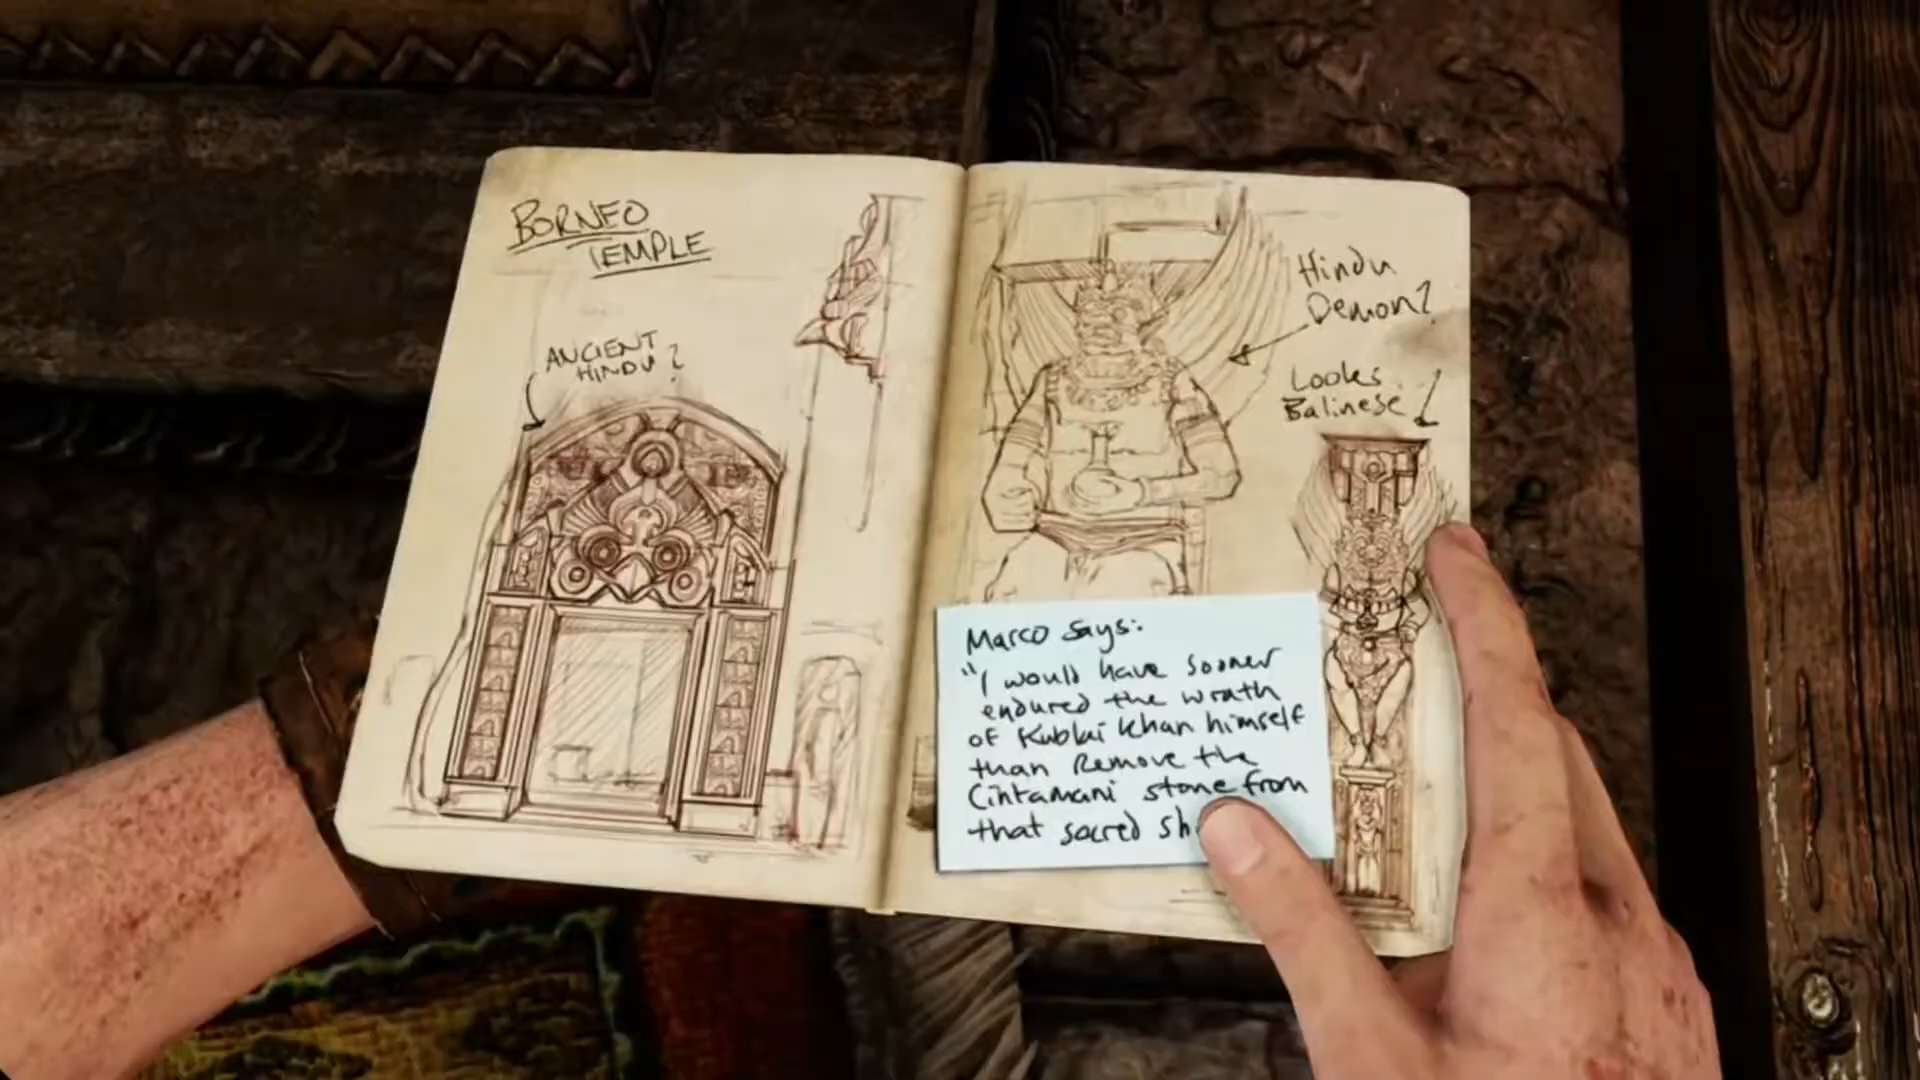 BORNEO
TEMPLE
ANCIENT
HINDU?
Hindu
Demon?
Looks
Balinese
Marco says:
"I would have sooner
endured the wrath
of Kublai Khan himself
than remove the
Cintamani stone from
that sacred